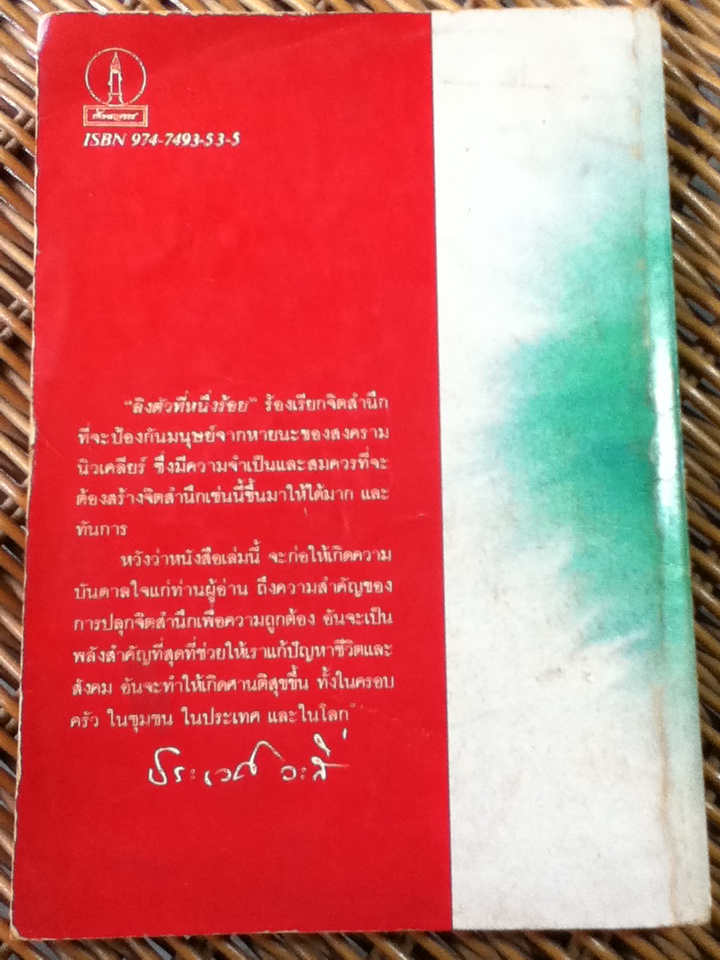 ISBN 974-7493-53-5
"ลิงตัวที่หนึ่งร้อย" ร้องเรียกจิตสำนึก
ที่จะป้องกันมนุษย์จากหายนะของสงคราม
นิวเคลียร์ ซึ่งมีความจำเป็นและสมควรที่จะ
ต้องสร้างจิตสำนึกเช่นนี้ขึ้นมาให้ได้มาก และ
ทันการ
หวังว่าหนังสือเล่มนี้ จะก่อให้เกิดความ
บันดาลใจแก่ท่านผู้อ่าน ถึงความสำคัญของ
การปลุกจิตสำนึกเพื่อความถูกต้อง อันจะเป็น
พลังสำคัญที่สุดที่ช่วยให้เราแก้ปัญหาชีวิตและ
สังคม อันจะทำให้เกิดศานติสุขขึ้น ทั้งในครอบ
ครัว ในชุมชน ในประเทศ และในโลก"
ประเวศ วะสี